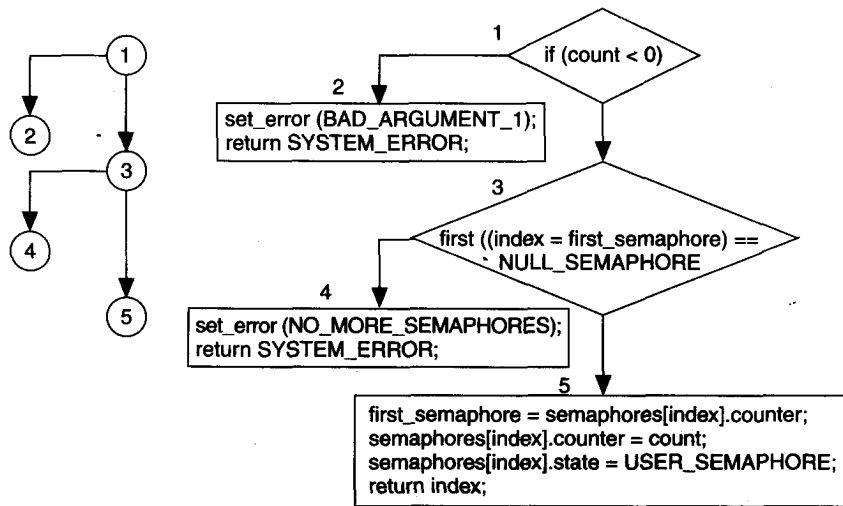 1
2
3
4
5
1
if (count < 0)
2
set_error (BAD_ARGUMENT_1);
return SYSTEM_ERROR;
3
first ((index = first_semaphore) ==
NULL_SEMAPHORE
4
set_error (NO_MORE_SEMAPHORES);
return SYSTEM_ERROR;
5
first_semaphore = semaphores[index].counter;
semaphores[index].counter = count;
semaphores[index].state = USER_SEMAPHORE;
return index;